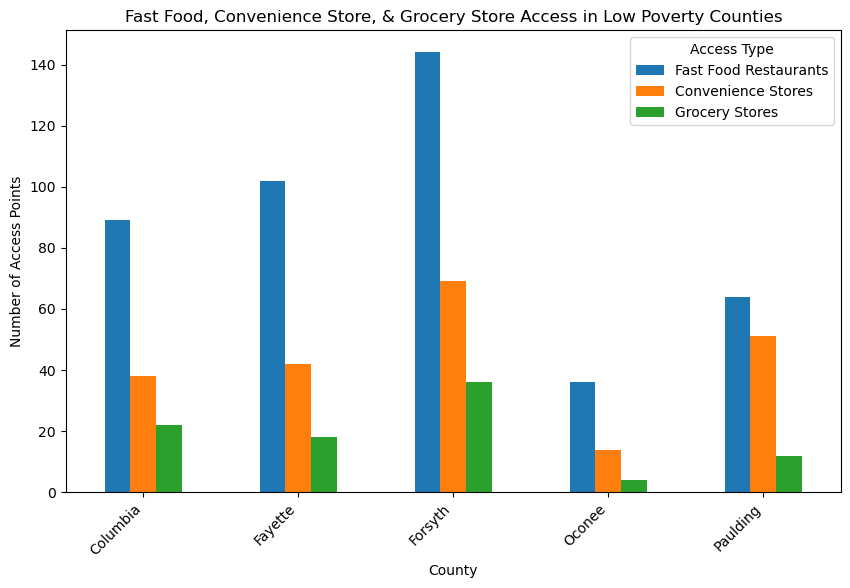 Fast Food, Convenience Store, & Grocery Store Access in Low Poverty Counties
Access Type
Fast Food Restaurants
Convenience Stores
Grocery Stores
Number of Access Points
140
120
100
80
60
40
20
0
Columbia
Fayette
Forsyth
Oconee
Paulding
County